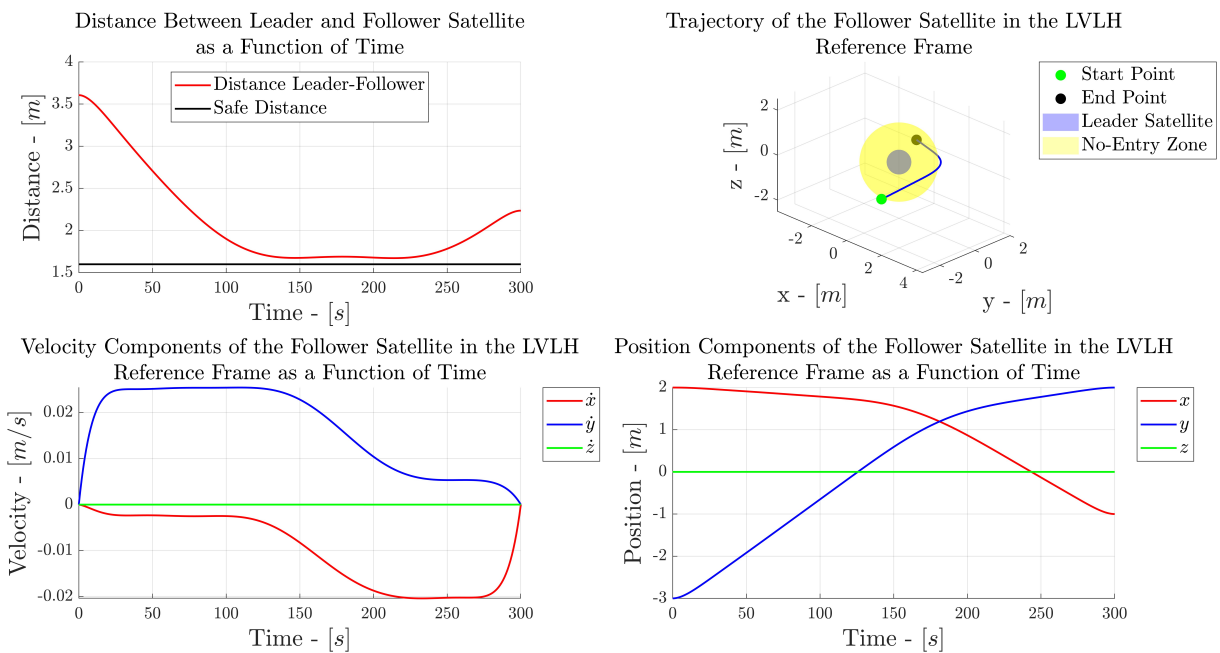 Distance Between Leader and Follower Satellite
as a Function of Time
Distance - [m]
4
3.5
3
2.5
2
1.5
Distance Leader-Follower
Safe Distance
0
50
100
150
200
250
300
Time - [s]
Trajectory of the Follower Satellite in the LVLH
Reference Frame
Start Point
End Point
Leader Satellite
No-Entry Zone
z - [m]
2
0
-2
-2
0
2
4
x - [m]
-2
0
2
y - [m]
Velocity Components of the Follower Satellite in the LVLH
Reference Frame as a Function of Time
Velocity - [m/s]
0.02
0.01
0
-0.01
-0.02
ẋ
ẏ
ż
0
50
100
150
200
250
300
Time - [s]
Position Components of the Follower Satellite in the LVLH
Reference Frame as a Function of Time
Position - [m]
2
1
0
-1
-2
-3
x
y
z
0
50
100
150
200
250
300
Time - [s]